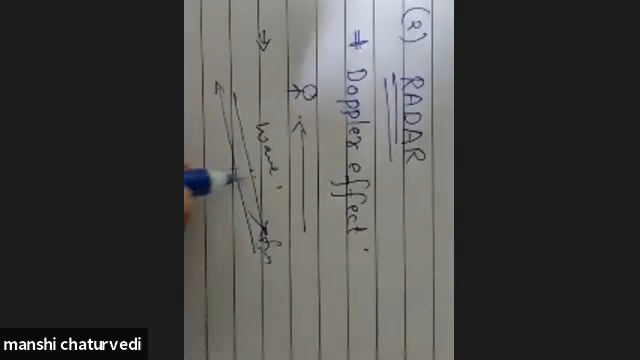 (2) RADAR
→ Doppler effect'
wave'
manshi chaturvedi